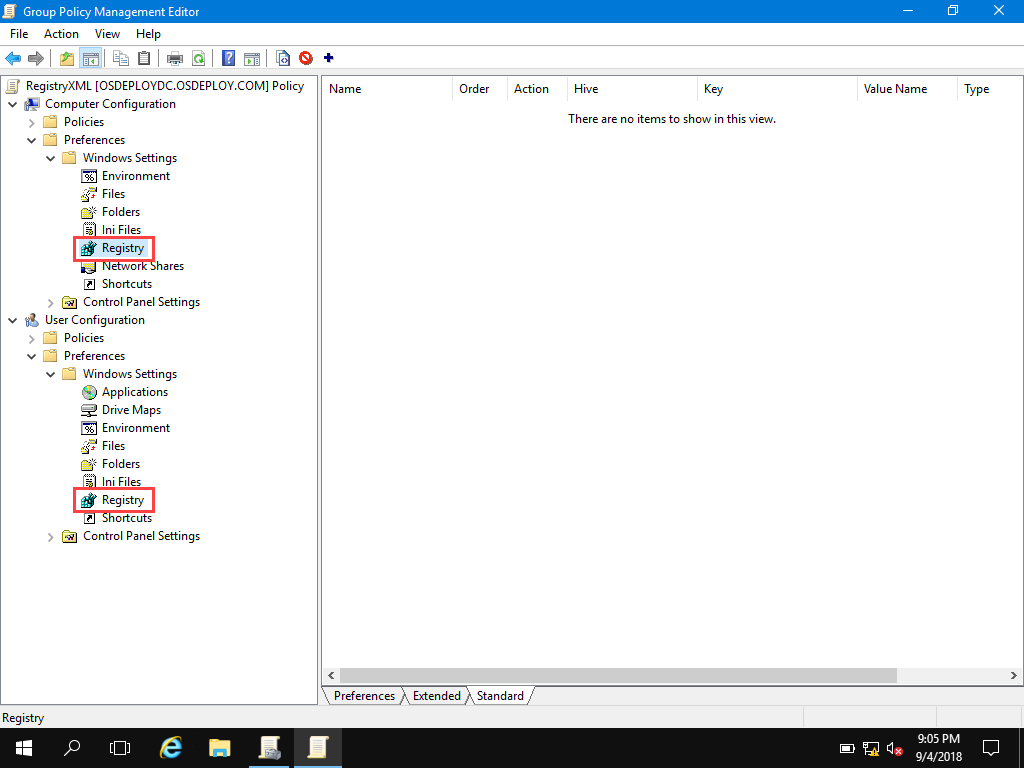 Group Policy Management Editor
File Action View Help
RegistryXML [OSDEPLOYDC.OSDEPLOY.COM] Policy
Computer Configuration
Policies
Preferences
Windows Settings
Environment
Files
Folders
Ini Files
Registry
Network Shares
Shortcuts
Control Panel Settings
User Configuration
Policies
Preferences
Windows Settings
Applications
Drive Maps
Environment
Files
Folders
Ini Files
Registry
Shortcuts
Control Panel Settings
Name Order Action Hive Key Value Name Type
There are no items to show in this view.
Preferences Extended Standard
Registry
9:05 PM
9/4/2018